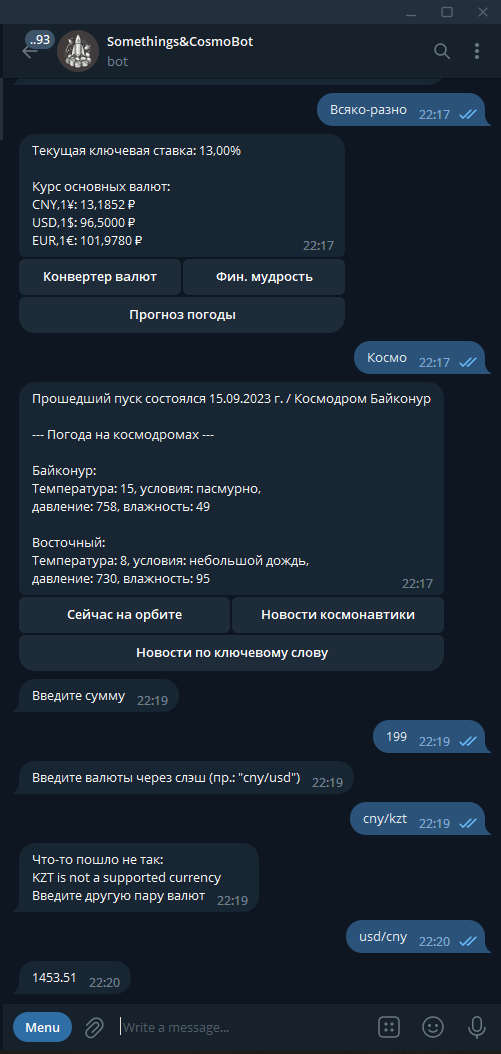 ..93
Somethings&CosmoBot
bot
Всяко-разно 22:17
Текущая ключевая ставка: 13,00%
Курс основных валют:
CNY,1¥: 13,1852 ₽
USD,1$: 96,5000 ₽
EUR,1€: 101,9780 ₽
22:17
Конвертер валют Фин. мудрость
Прогноз погоды
Космо 22:17
Прошедший пуск состоялся 15.09.2023 г. / Космодром Байконур
--- Погода на космодромах ---
Байконур:
Температура: 15, условия: пасмурно,
давление: 758, влажность: 49
Восточный:
Температура: 8, условия: небольшой дождь,
давление: 730, влажность: 95
22:17
Сейчас на орбите Новости космонавтики
Новости по ключевому слову
Введите сумму 22:19
199 22:19
Введите валюты через слэш (пр.: "cny/usd") 22:19
cny/kzt 22:19
Что-то пошло не так:
KZT is not a supported currency
Введите другую пару валют 22:19
usd/cny 22:20
1453.51 22:20
Menu Write a message...